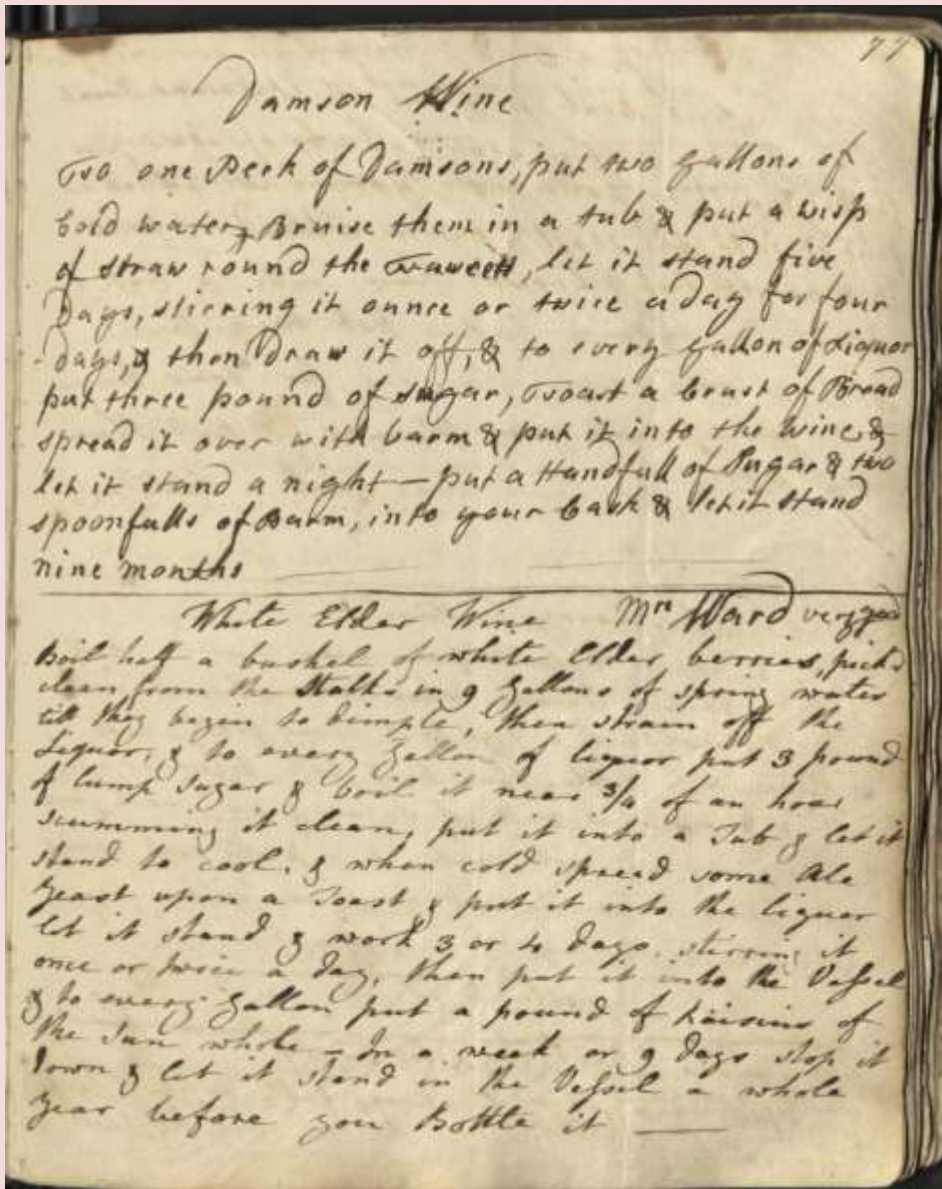 77
Damson Wine
To one Peck of Damsons, put two Gallons of
Cold water, Bruise them in a tub & put a wisp
of straw round the Fawcett, let it stand five
Days, stirring it ounce or twice a day for four
days, & then Draw it off, & to every Gallon of Liquor
put three pound of sugar, Toast a Crust of Bread
spread it over with barm & put it into the wine, &
let it stand a night — put a Handfull of Sugar & two
spoonfulls of Barm, into your Cask & let it stand
nine months
White Elder Wine Mrs Ward very good
Boil half a bushel of white Elder berries, pick'd
clean from the Stalks in 9 Gallons of spring water
till they begin to dimple, then strain off the
Liquor, & to every Gallon of liquor put 3 pound
of lump sugar & boil it near 3/4 of an hour
scumming it clean, put it into a Tub & let it
stand to cool, & when cold spread some Ale
yeast upon a Toast & put it into the liquor
let it stand & work 3 or 4 Days, stirring it
once or twice a Day, then put it into the Vessel
& to every Gallon put a pound of Raisins of
the Sun whole — In a week or 9 Days stop it
Down & let it stand in the Vessel a whole
year before you Bottle it